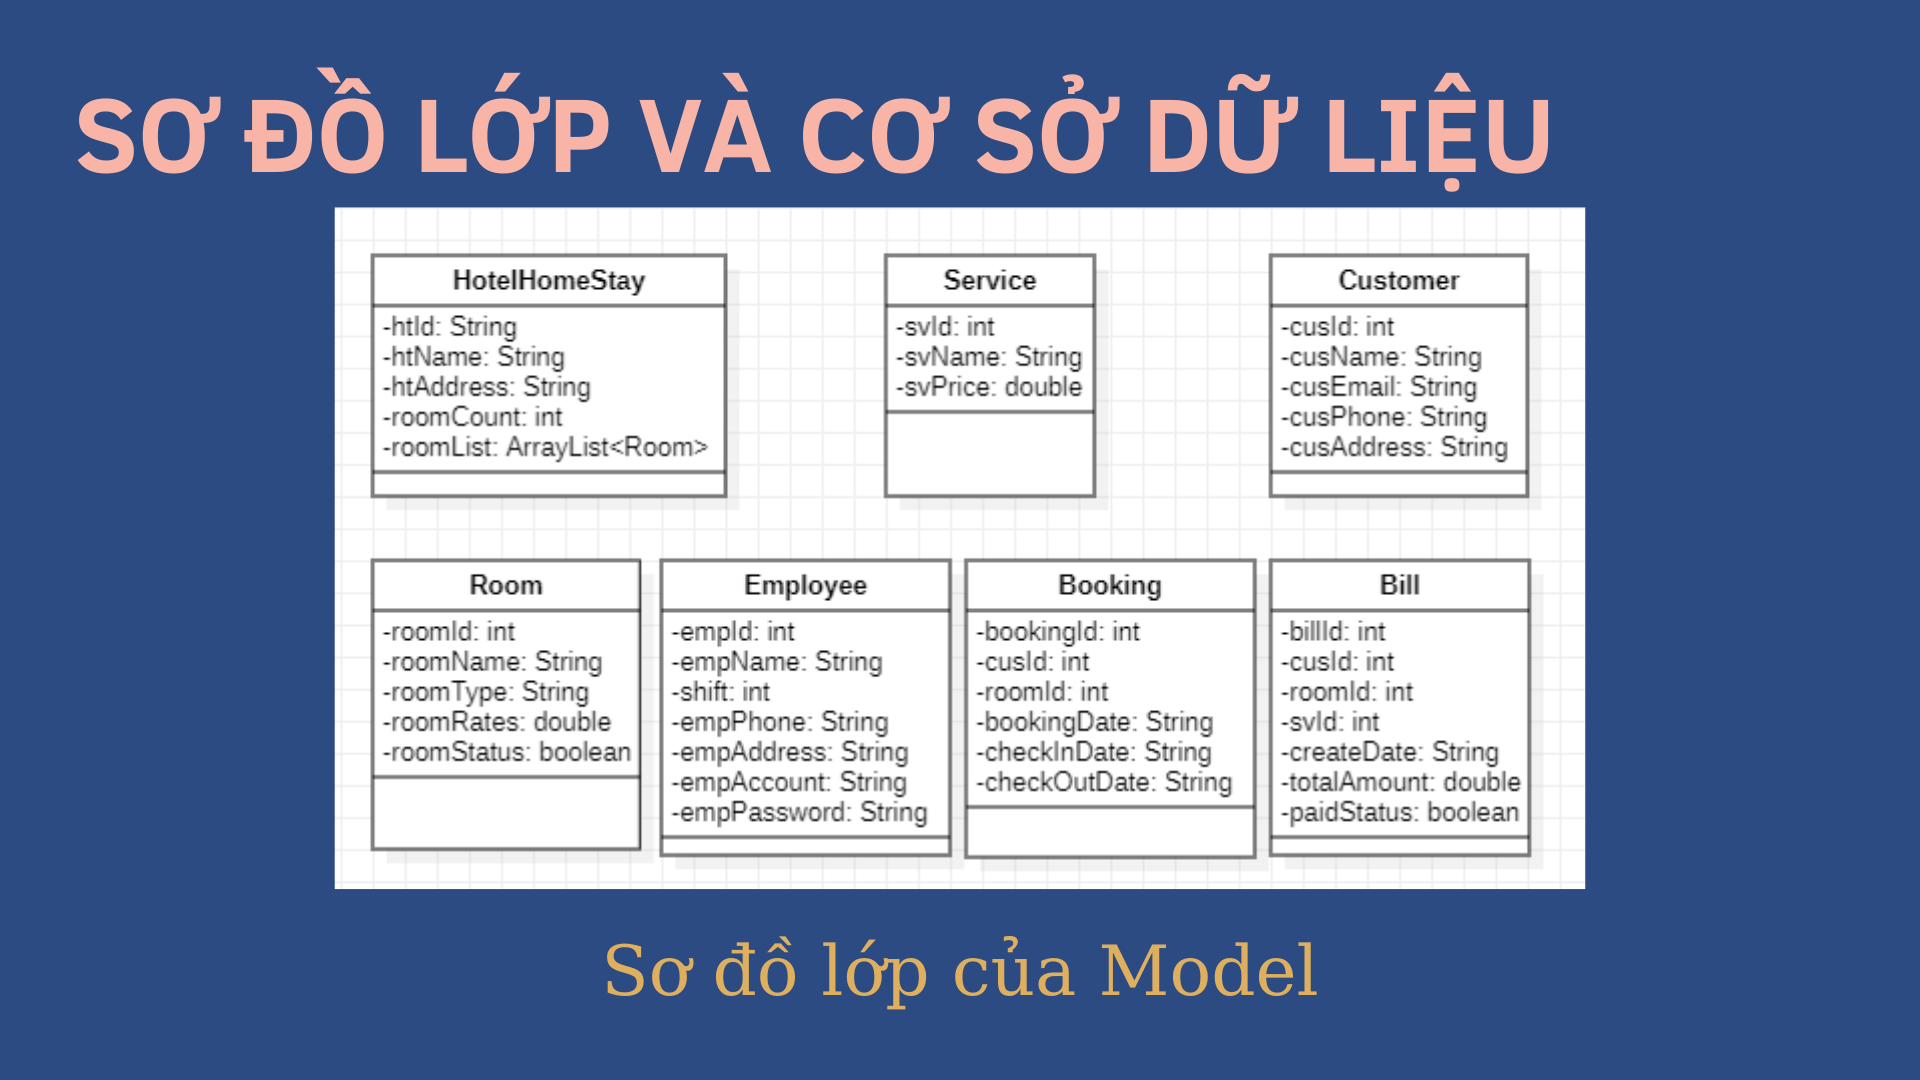 SƠ ĐỒ LỚP VÀ CƠ SỞ DỮ LIỆU
HotelHomeStay
-htId: String
-htName: String
-htAddress: String
-roomCount: int
-roomList: ArrayList<Room>
Service
-svId: int
-svName: String
-svPrice: double
Customer
-cusId: int
-cusName: String
-cusEmail: String
-cusPhone: String
-cusAddress: String
Room
-roomId: int
-roomName: String
-roomType: String
-roomRates: double
-roomStatus: boolean
Employee
-empId: int
-empName: String
-shift: int
-empPhone: String
-empAddress: String
-empAccount: String
-empPassword: String
Booking
-bookingId: int
-cusId: int
-roomId: int
-bookingDate: String
-checkInDate: String
-checkOutDate: String
Bill
-billId: int
-cusId: int
-roomId: int
-svId: int
-createDate: String
-totalAmount: double
-paidStatus: boolean
Sơ đồ lớp của Model